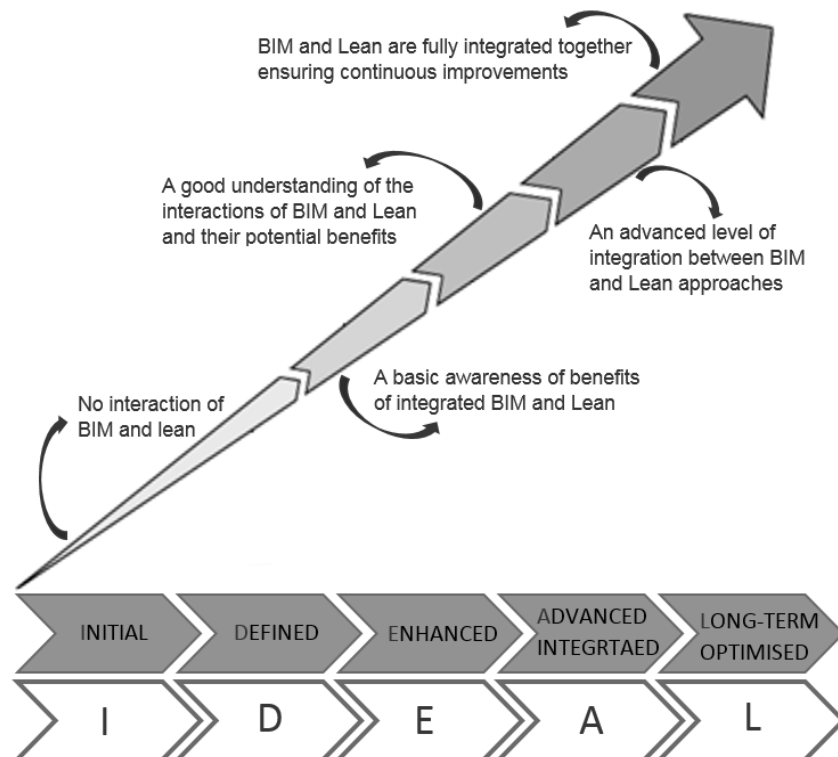 BIM and Lean are fully integrated together
ensuring continuous improvements
A good understanding of the
interactions of BIM and Lean
and their potential benefits
An advanced level of
integration between BIM
and Lean approaches
A basic awareness of benefits
of integrated BIM and Lean
No interaction of
BIM and lean
INITIAL
DEFINED
ENHANCED
ADVANCED
INTEGRTAED
LONG-TERM
OPTIMISED
I
D
E
A
L